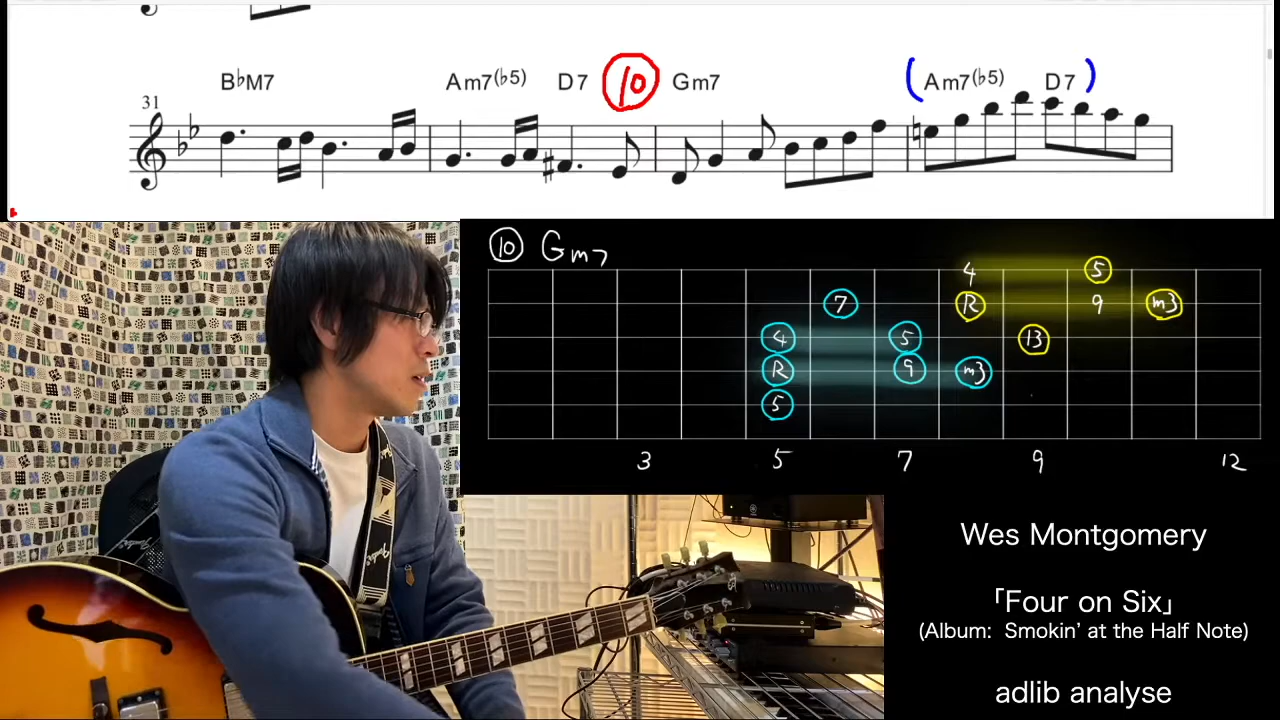 B♭M7 Am7(♭5) D7 10 Gm7 ( Am7(♭5) D7 )
31
10 Gm7
4 5
7 R 9 m3
4 5 13
R 9 m3
5
3 5 7 9 12
Wes Montgomery
「Four on Six」
(Album: Smokin' at the Half Note)
adlib analyse